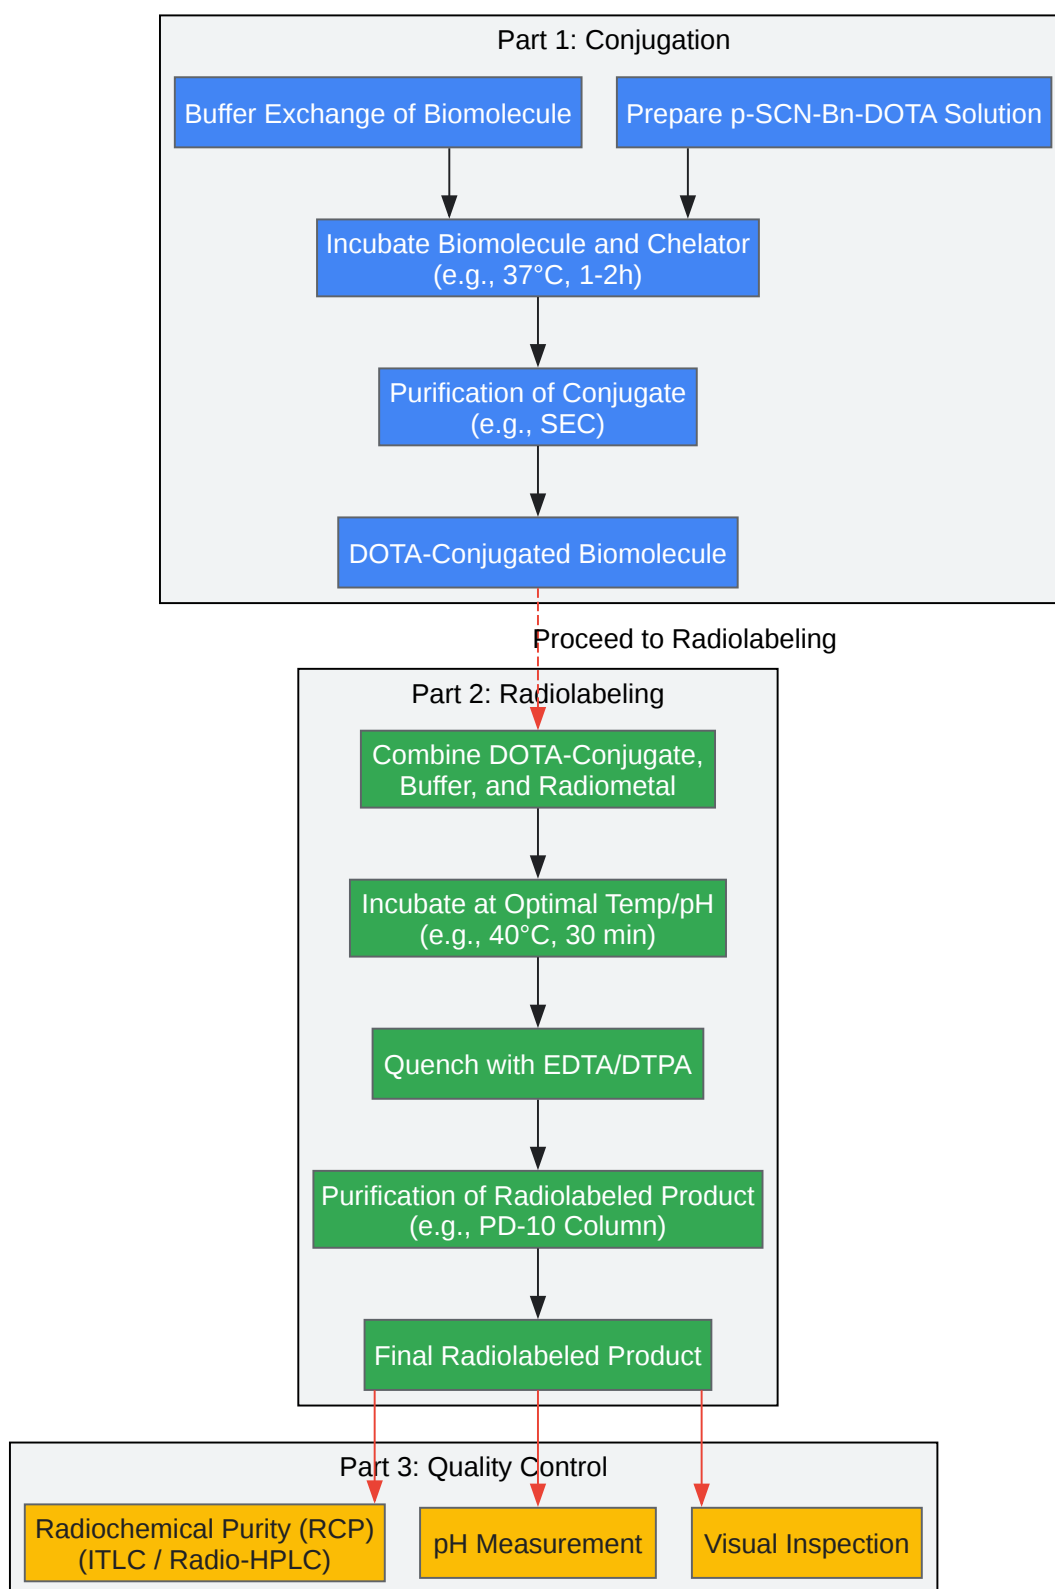 Part 1: Conjugation
Buffer Exchange of Biomolecule
Prepare p-SCN-Bn-DOTA Solution
Incubate Biomolecule and Chelator
(e.g., 37°C, 1-2h)
Purification of Conjugate
(e.g., SEC)
DOTA-Conjugated Biomolecule
Proceed to Radiolabeling
Part 2: Radiolabeling
Combine DOTA-Conjugate,
Buffer, and Radiometal
Incubate at Optimal Temp/pH
(e.g., 40°C, 30 min)
Quench with EDTA/DTPA
Purification of Radiolabeled Product
(e.g., PD-10 Column)
Final Radiolabeled Product
Part 3: Quality Control
Radiochemical Purity (RCP)
(ITLC / Radio-HPLC)
pH Measurement
Visual Inspection